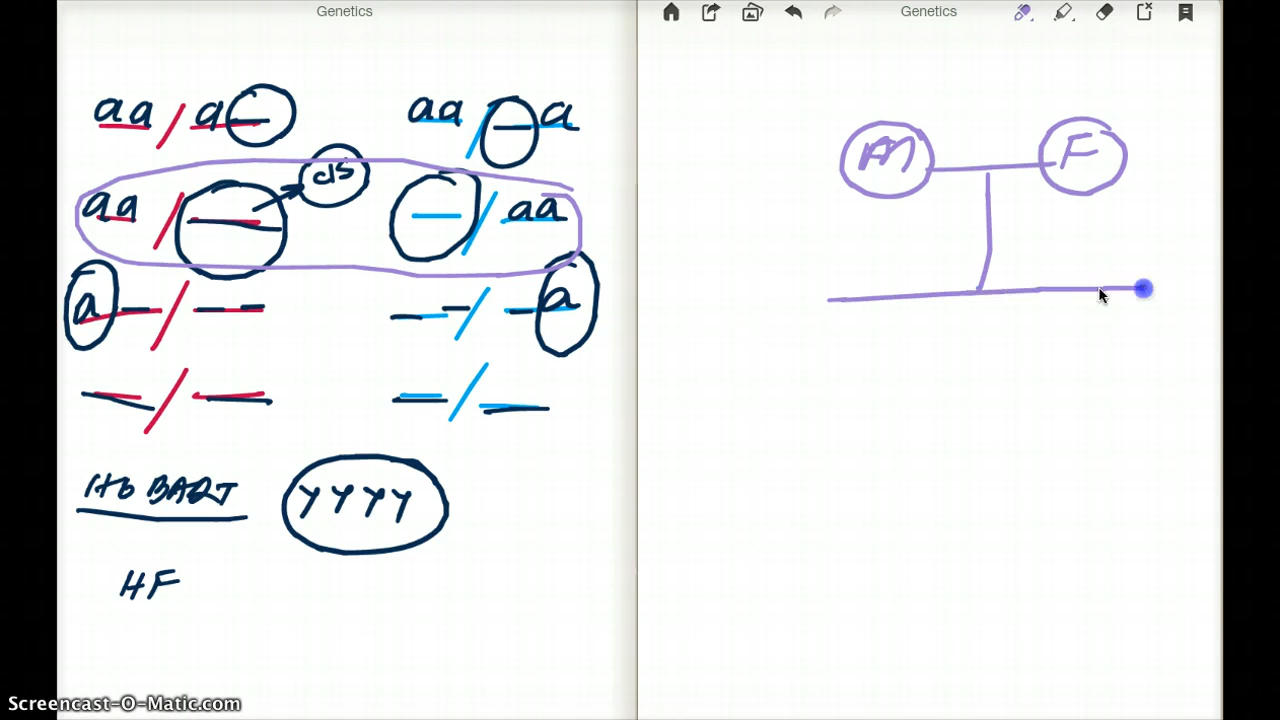 Genetics
aa / a—
aa / — a
aa / —
cis
— / aa
a — / — —
— — / — a
— / —
— / —
Hb BART
γγγγ
HF
Genetics
M
F
Screencast-O-Matic.com